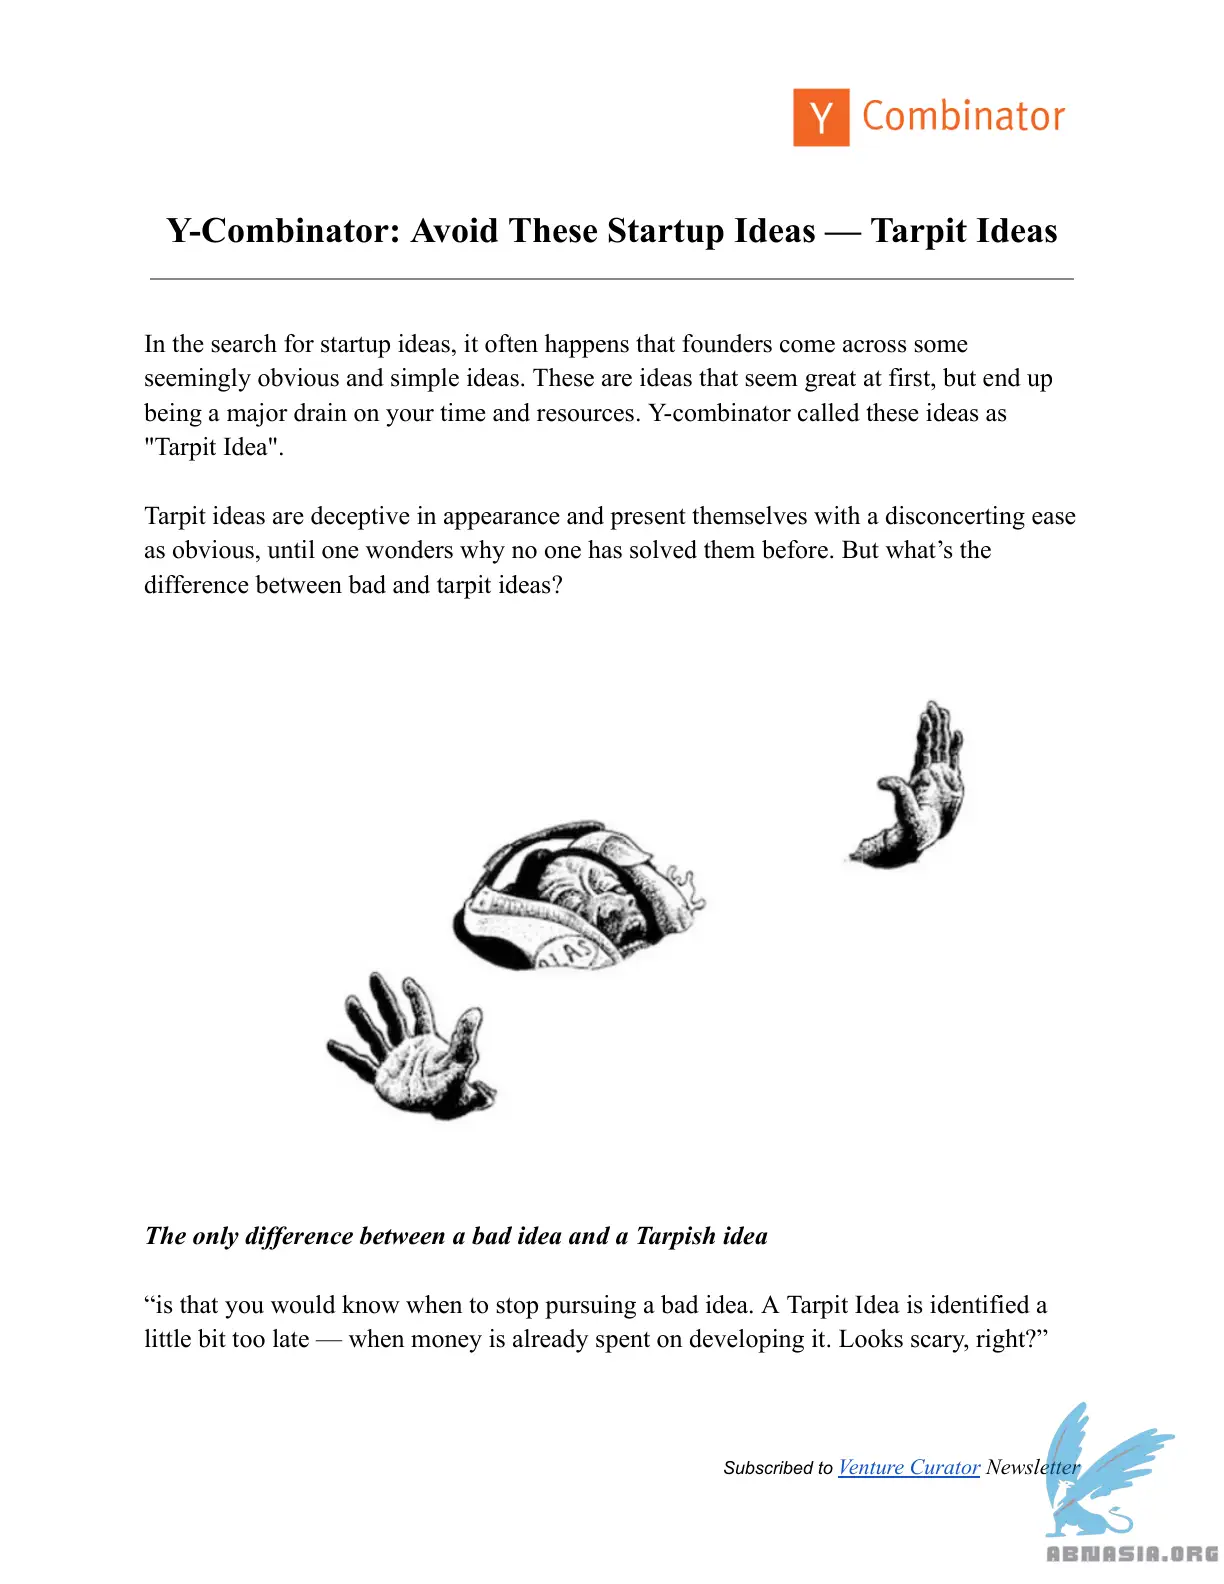 Y Combinator
Y-Combinator: Avoid These Startup Ideas — Tarpit Ideas
In the search for startup ideas, it often happens that founders come across some
seemingly obvious and simple ideas. These are ideas that seem great at first, but end up
being a major drain on your time and resources. Y-combinator called these ideas as
"Tarpit Idea".
Tarpit ideas are deceptive in appearance and present themselves with a disconcerting ease
as obvious, until one wonders why no one has solved them before. But what’s the
difference between bad and tarpit ideas?
The only difference between a bad idea and a Tarpish idea
“is that you would know when to stop pursuing a bad idea. A Tarpit Idea is identified a
little bit too late — when money is already spent on developing it. Looks scary, right?”
Subscribed to Venture Curator Newsletter
ABNASIA.ORG